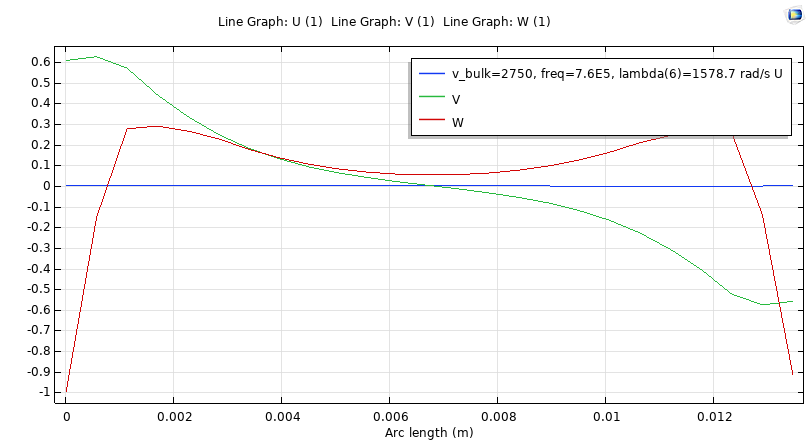 Line Graph: U (1) Line Graph: V (1) Line Graph: W (1)
v_bulk=2750, freq=7.6E5, lambda(6)=1578.7 rad/s U
V
W
0.6
0.5
0.4
0.3
0.2
0.1
0
-0.1
-0.2
-0.3
-0.4
-0.5
-0.6
-0.7
-0.8
-0.9
-1
0 0.002 0.004 0.006 0.008 0.01 0.012
Arc length (m)